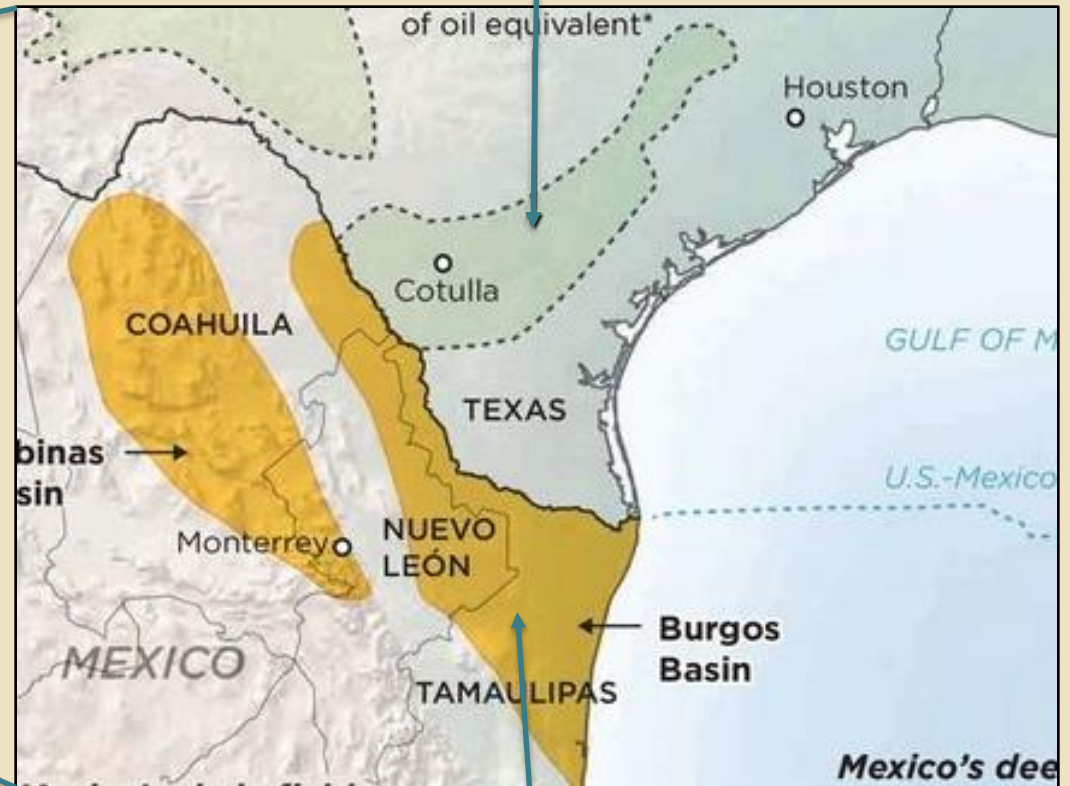 of oil equivalent*
Houston
Cotulla
COAHUILA
GULF OF M
TEXAS
binas
sin
U.S.-Mexico
Monterrey
NUEVO
LEÓN
Burgos
Basin
MEXICO
TAMAULIPAS
Mexico's dee